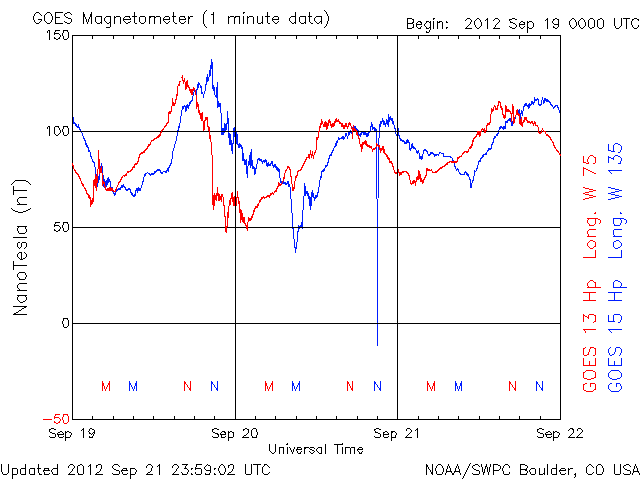 GOES Magnetometer (1 minute data)
Begin: 2012 Sep 19 0000 UTC
150
100
50
0
-50
NanoTesla (nT)
M M N N M M N N M M N N
Sep 19 Sep 20 Sep 21 Sep 22
Universal Time
GOES 13 Hp Long. W 75
GOES 15 Hp Long. W 135
Updated 2012 Sep 21 23:59:02 UTC
NOAA/SWPC Boulder, CO USA